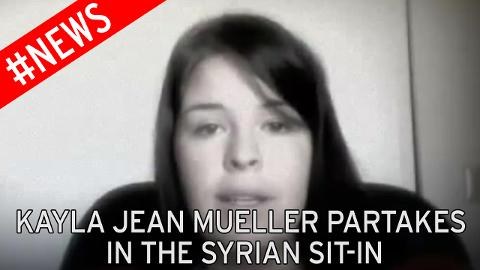 #NEWS
KAYLA JEAN MUELLER PARTAKES
IN THE SYRIAN SIT-IN